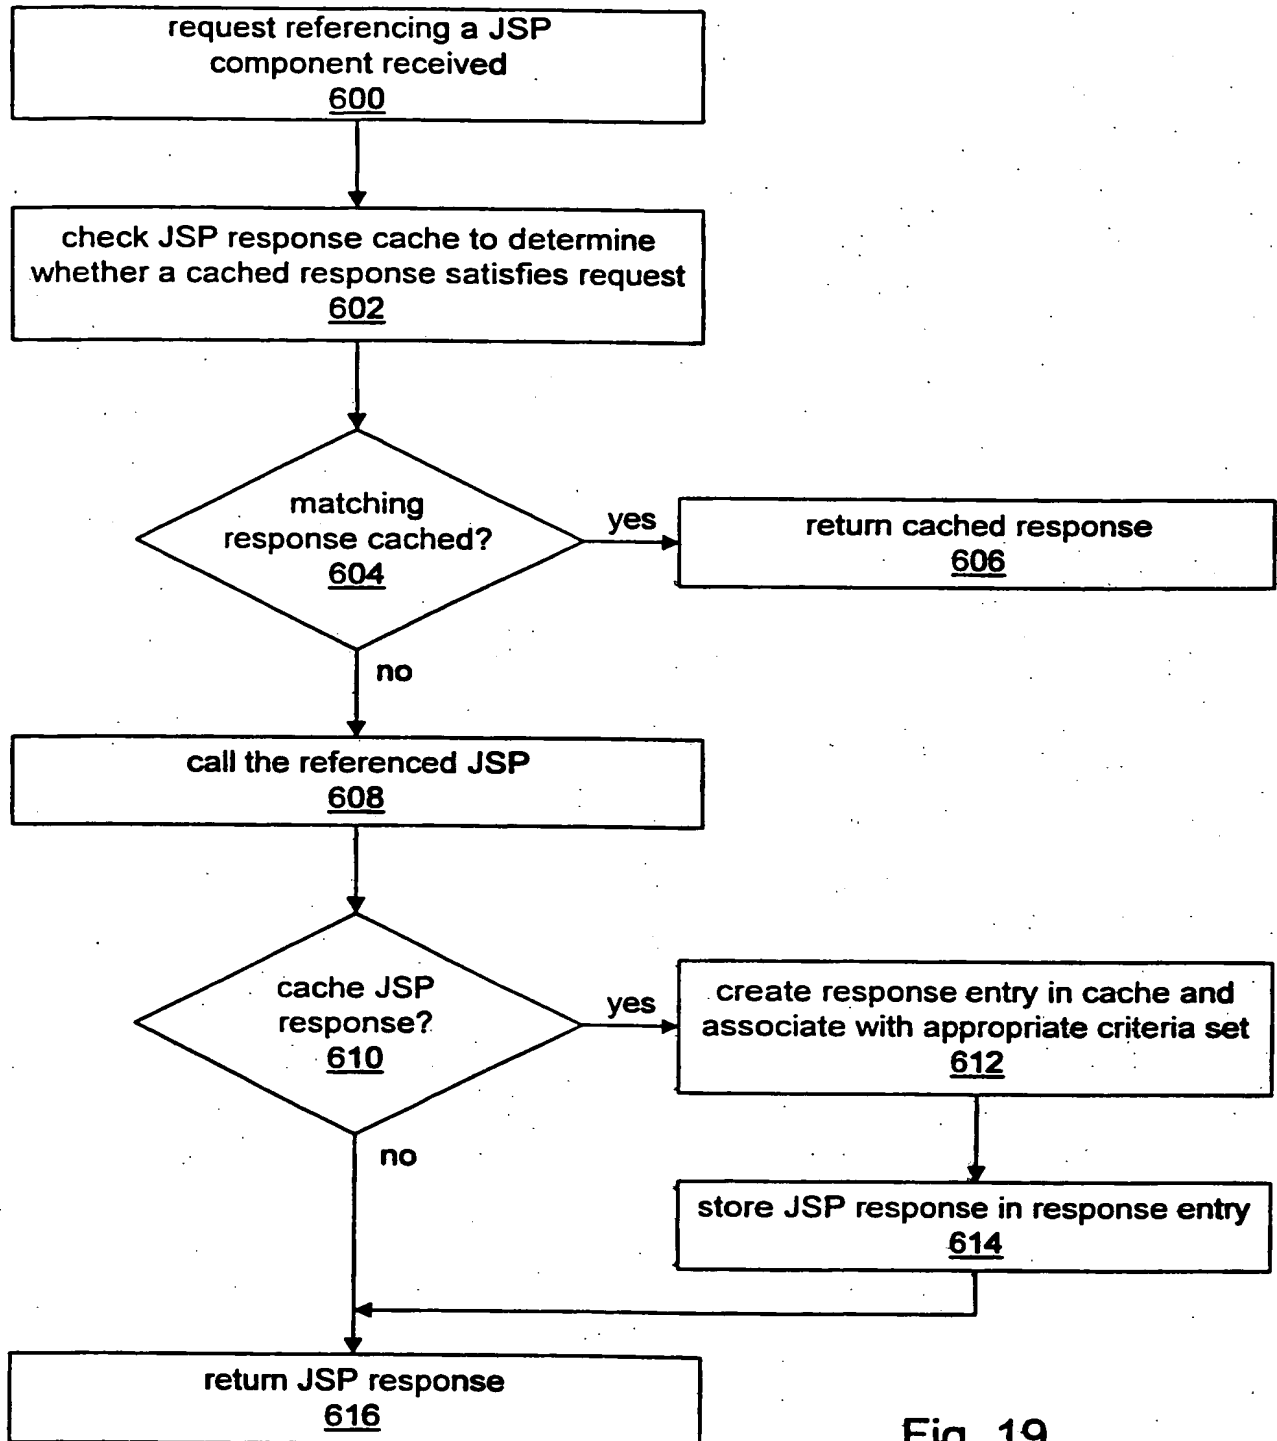 request referencing a JSP
component received
600
check JSP response cache to determine
whether a cached response satisfies request
602
matching
response cached?
604
yes
return cached response
606
no
call the referenced JSP
608
cache JSP
response?
610
yes
create response entry in cache and
associate with appropriate criteria set
612
no
store JSP response in response entry
614
return JSP response
616
Fig. 19